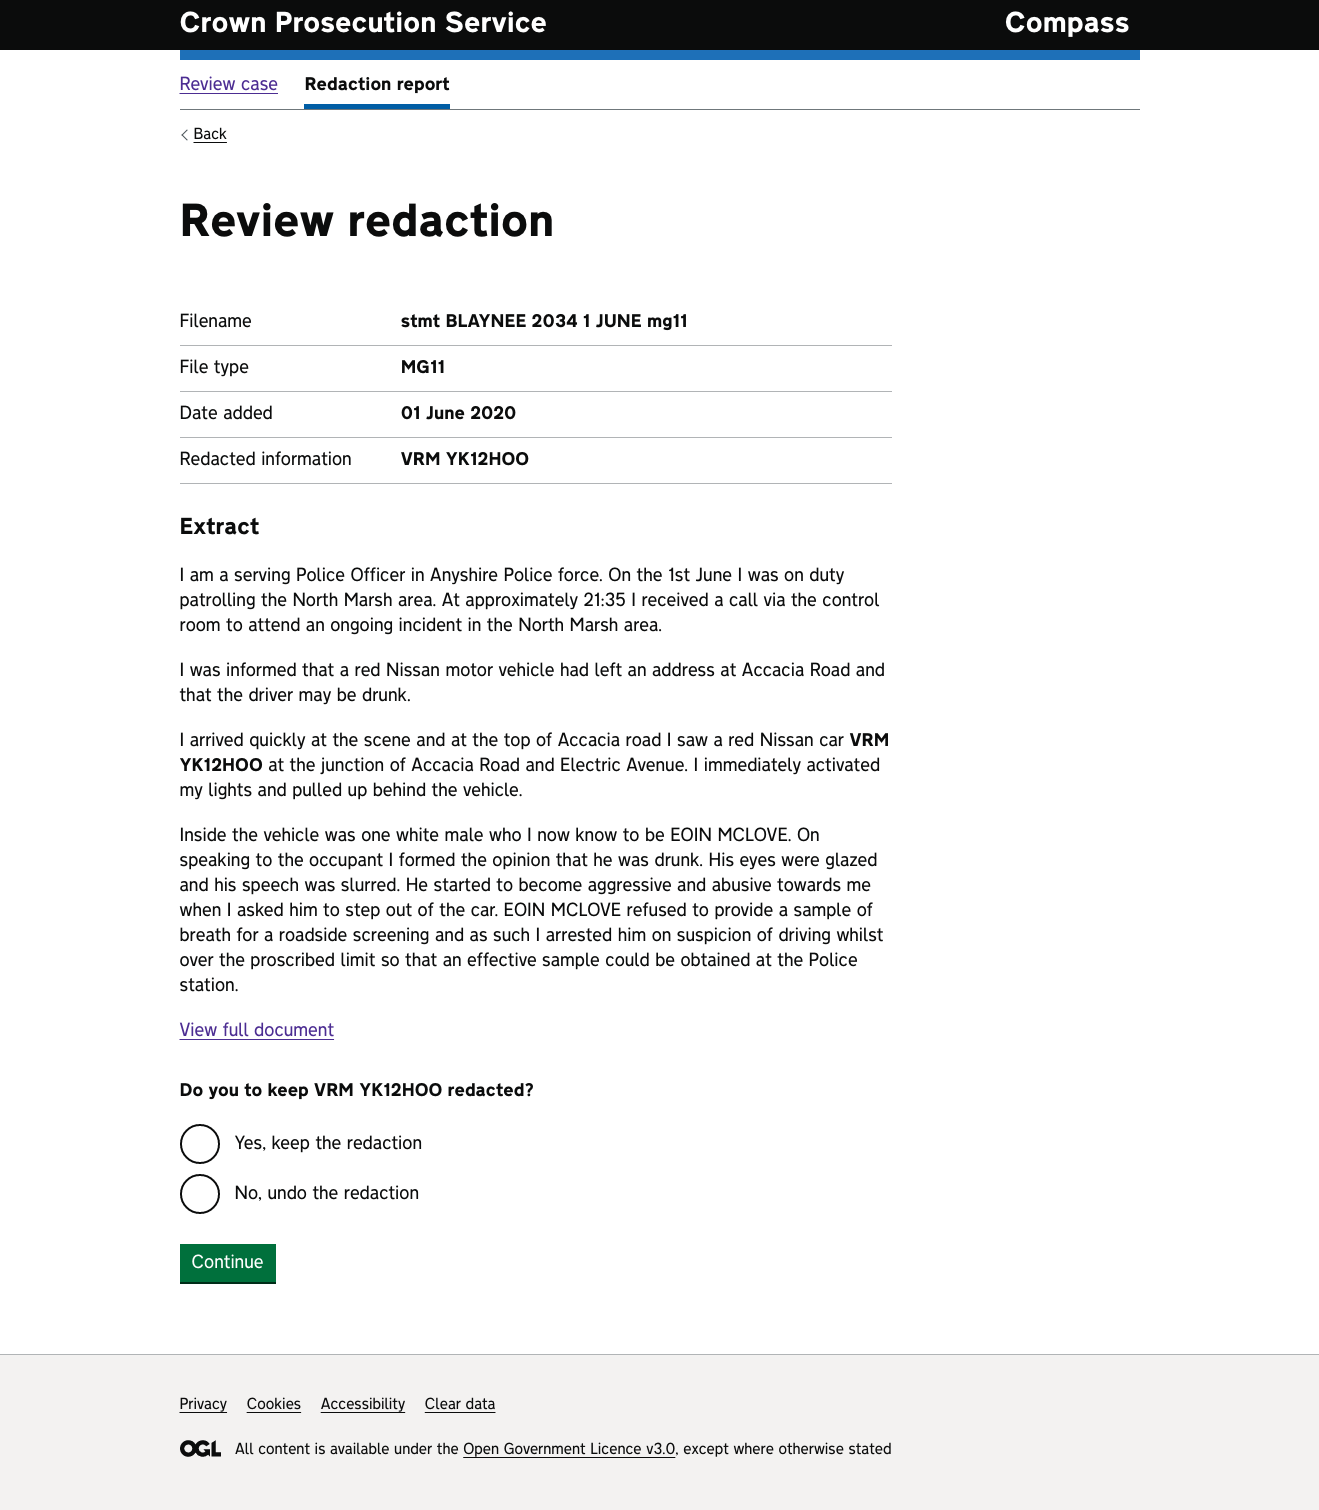 Crown Prosecution Service
Compass
Review case
Redaction report
Back
Review redaction
Filename
stmt BLAYNEE 2034 1 JUNE mg11
File type
MG11
Date added
01 June 2020
Redacted information
VRM YK12HOO
Extract
I am a serving Police Officer in Anyshire Police force. On the 1st June I was on duty
patrolling the North Marsh area. At approximately 21:35 I received a call via the control
room to attend an ongoing incident in the North Marsh area.
I was informed that a red Nissan motor vehicle had left an address at Accacia Road and
that the driver may be drunk.
I arrived quickly at the scene and at the top of Accacia road I saw a red Nissan car VRM
YK12HOO at the junction of Accacia Road and Electric Avenue. I immediately activated
my lights and pulled up behind the vehicle.
Inside the vehicle was one white male who I now know to be EOIN MCLOVE. On
speaking to the occupant I formed the opinion that he was drunk. His eyes were glazed
and his speech was slurred. He started to become aggressive and abusive towards me
when I asked him to step out of the car. EOIN MCLOVE refused to provide a sample of
breath for a roadside screening and as such I arrested him on suspicion of driving whilst
over the proscribed limit so that an effective sample could be obtained at the Police
station.
View full document
Do you to keep VRM YK12HOO redacted?
Yes, keep the redaction
No, undo the redaction
Continue
Privacy
Cookies
Accessibility
Clear data
OGL
All content is available under the Open Government Licence v3.0, except where otherwise stated